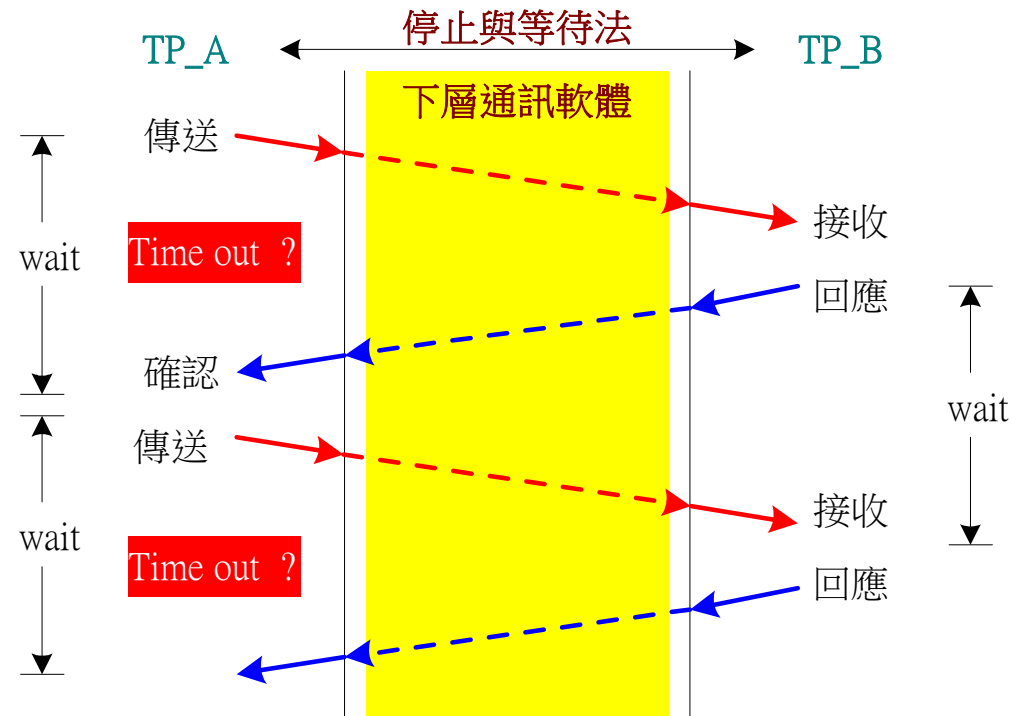 停止與等待法
TP_A
TP_B
下層通訊軟體
傳送
接收
wait
Time out ?
回應
確認
wait
傳送
接收
wait
Time out ?
回應